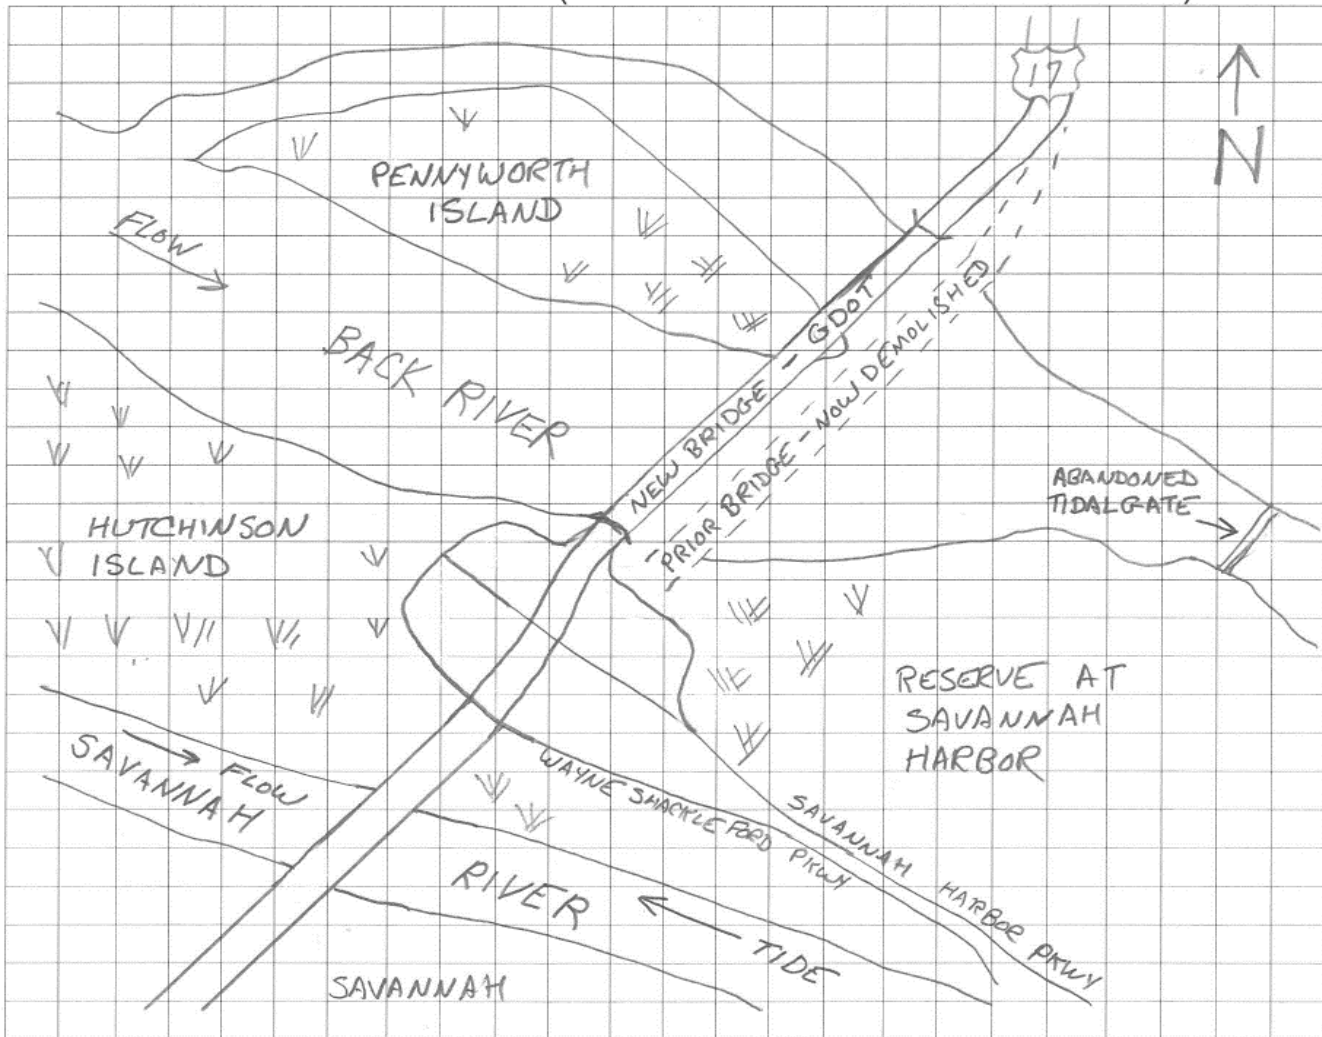 17
N
PENNYWORTH
ISLAND
FLOW
BACK RIVER
NEW BRIDGE - GDOT
PRIOR BRIDGE - NOW DEMOLISHED
ABANDONED
TIDALGATE
HUTCHINSON
ISLAND
RESERVE AT
SAVANNAH
HARBOR
FLOW
SAVANNAH
RIVER
TIDE
WAYNE SHACKLEFORD PKWY
SAVANNAH HARBOR PKWY
SAVANNAH